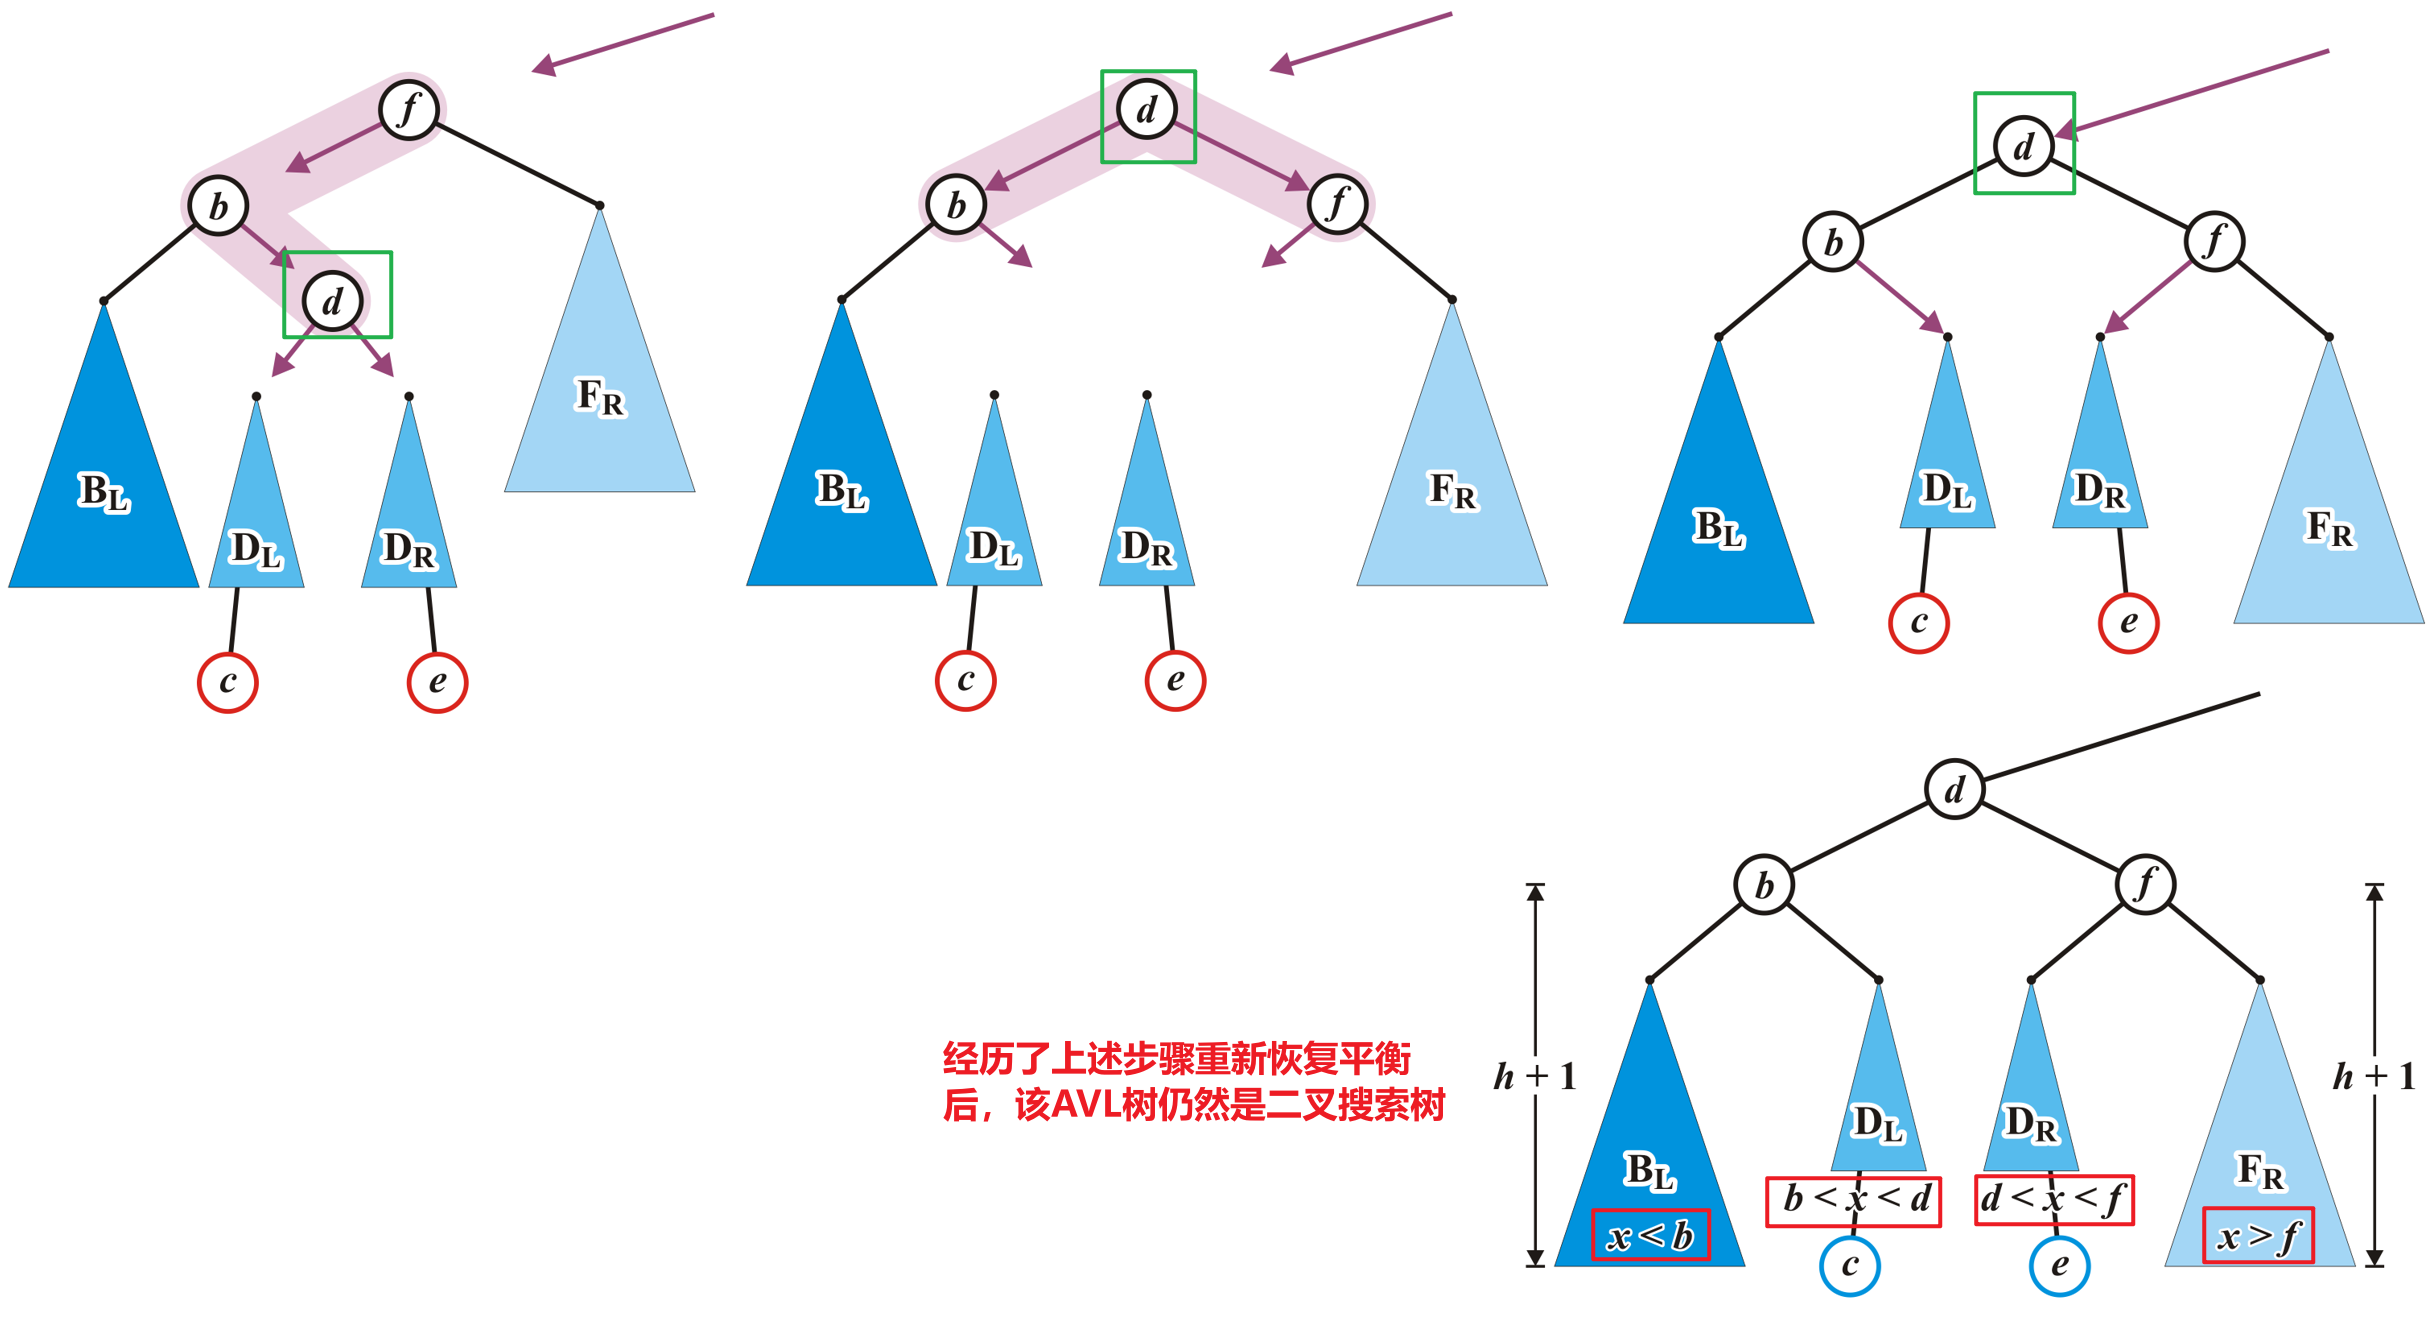 f
b
d
B_L
D_L
D_R
F_R
c
e
d
b
f
B_L
D_L
D_R
F_R
c
e
d
b
f
B_L
D_L
D_R
F_R
c
e
d
b
f
h + 1
h + 1
D_L
D_R
B_L
F_R
b < x < d
d < x < f
x < b
x > f
c
e
经历了上述步骤重新恢复平衡
后，该AVL树仍然是二叉搜索树